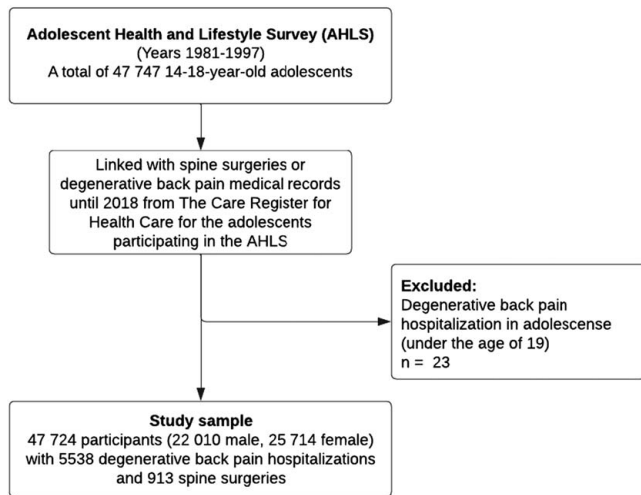 Adolescent Health and Lifestyle Survey (AHLS)
(Years 1981-1997)
A total of 47 747 14-18-year-old adolescents
Linked with spine surgeries or
degenerative back pain medical records
until 2018 from The Care Register for
Health Care for the adolescents
participating in the AHLS
Excluded:
Degenerative back pain
hospitalization in adolescense
(under the age of 19)
n = 23
Study sample
47 724 participants (22 010 male, 25 714 female)
with 5538 degenerative back pain hospitalizations
and 913 spine surgeries